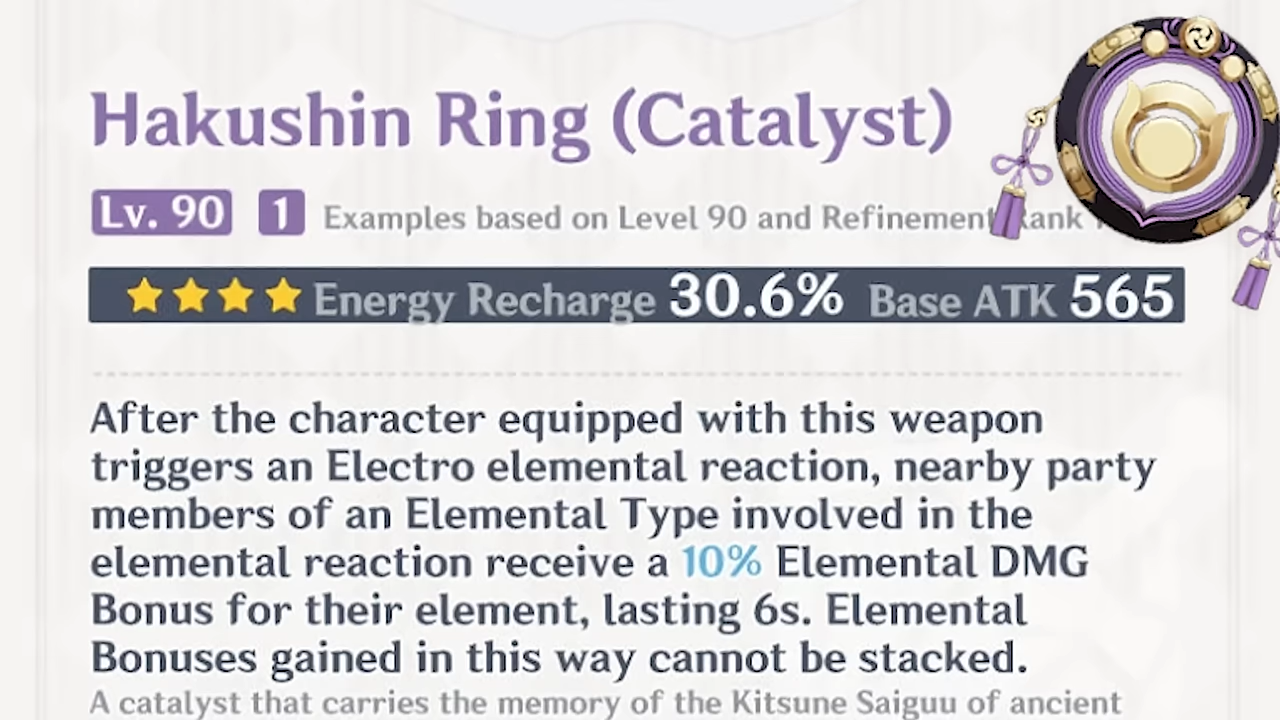 Hakushin Ring (Catalyst)
Lv. 90 1 Examples based on Level 90 and Refinement Rank
Energy Recharge 30.6% Base ATK 565
After the character equipped with this weapon
triggers an Electro elemental reaction, nearby party
members of an Elemental Type involved in the
elemental reaction receive a 10% Elemental DMG
Bonus for their element, lasting 6s. Elemental
Bonuses gained in this way cannot be stacked.
A catalyst that carries the memory of the Kitsune Saiguu of ancient